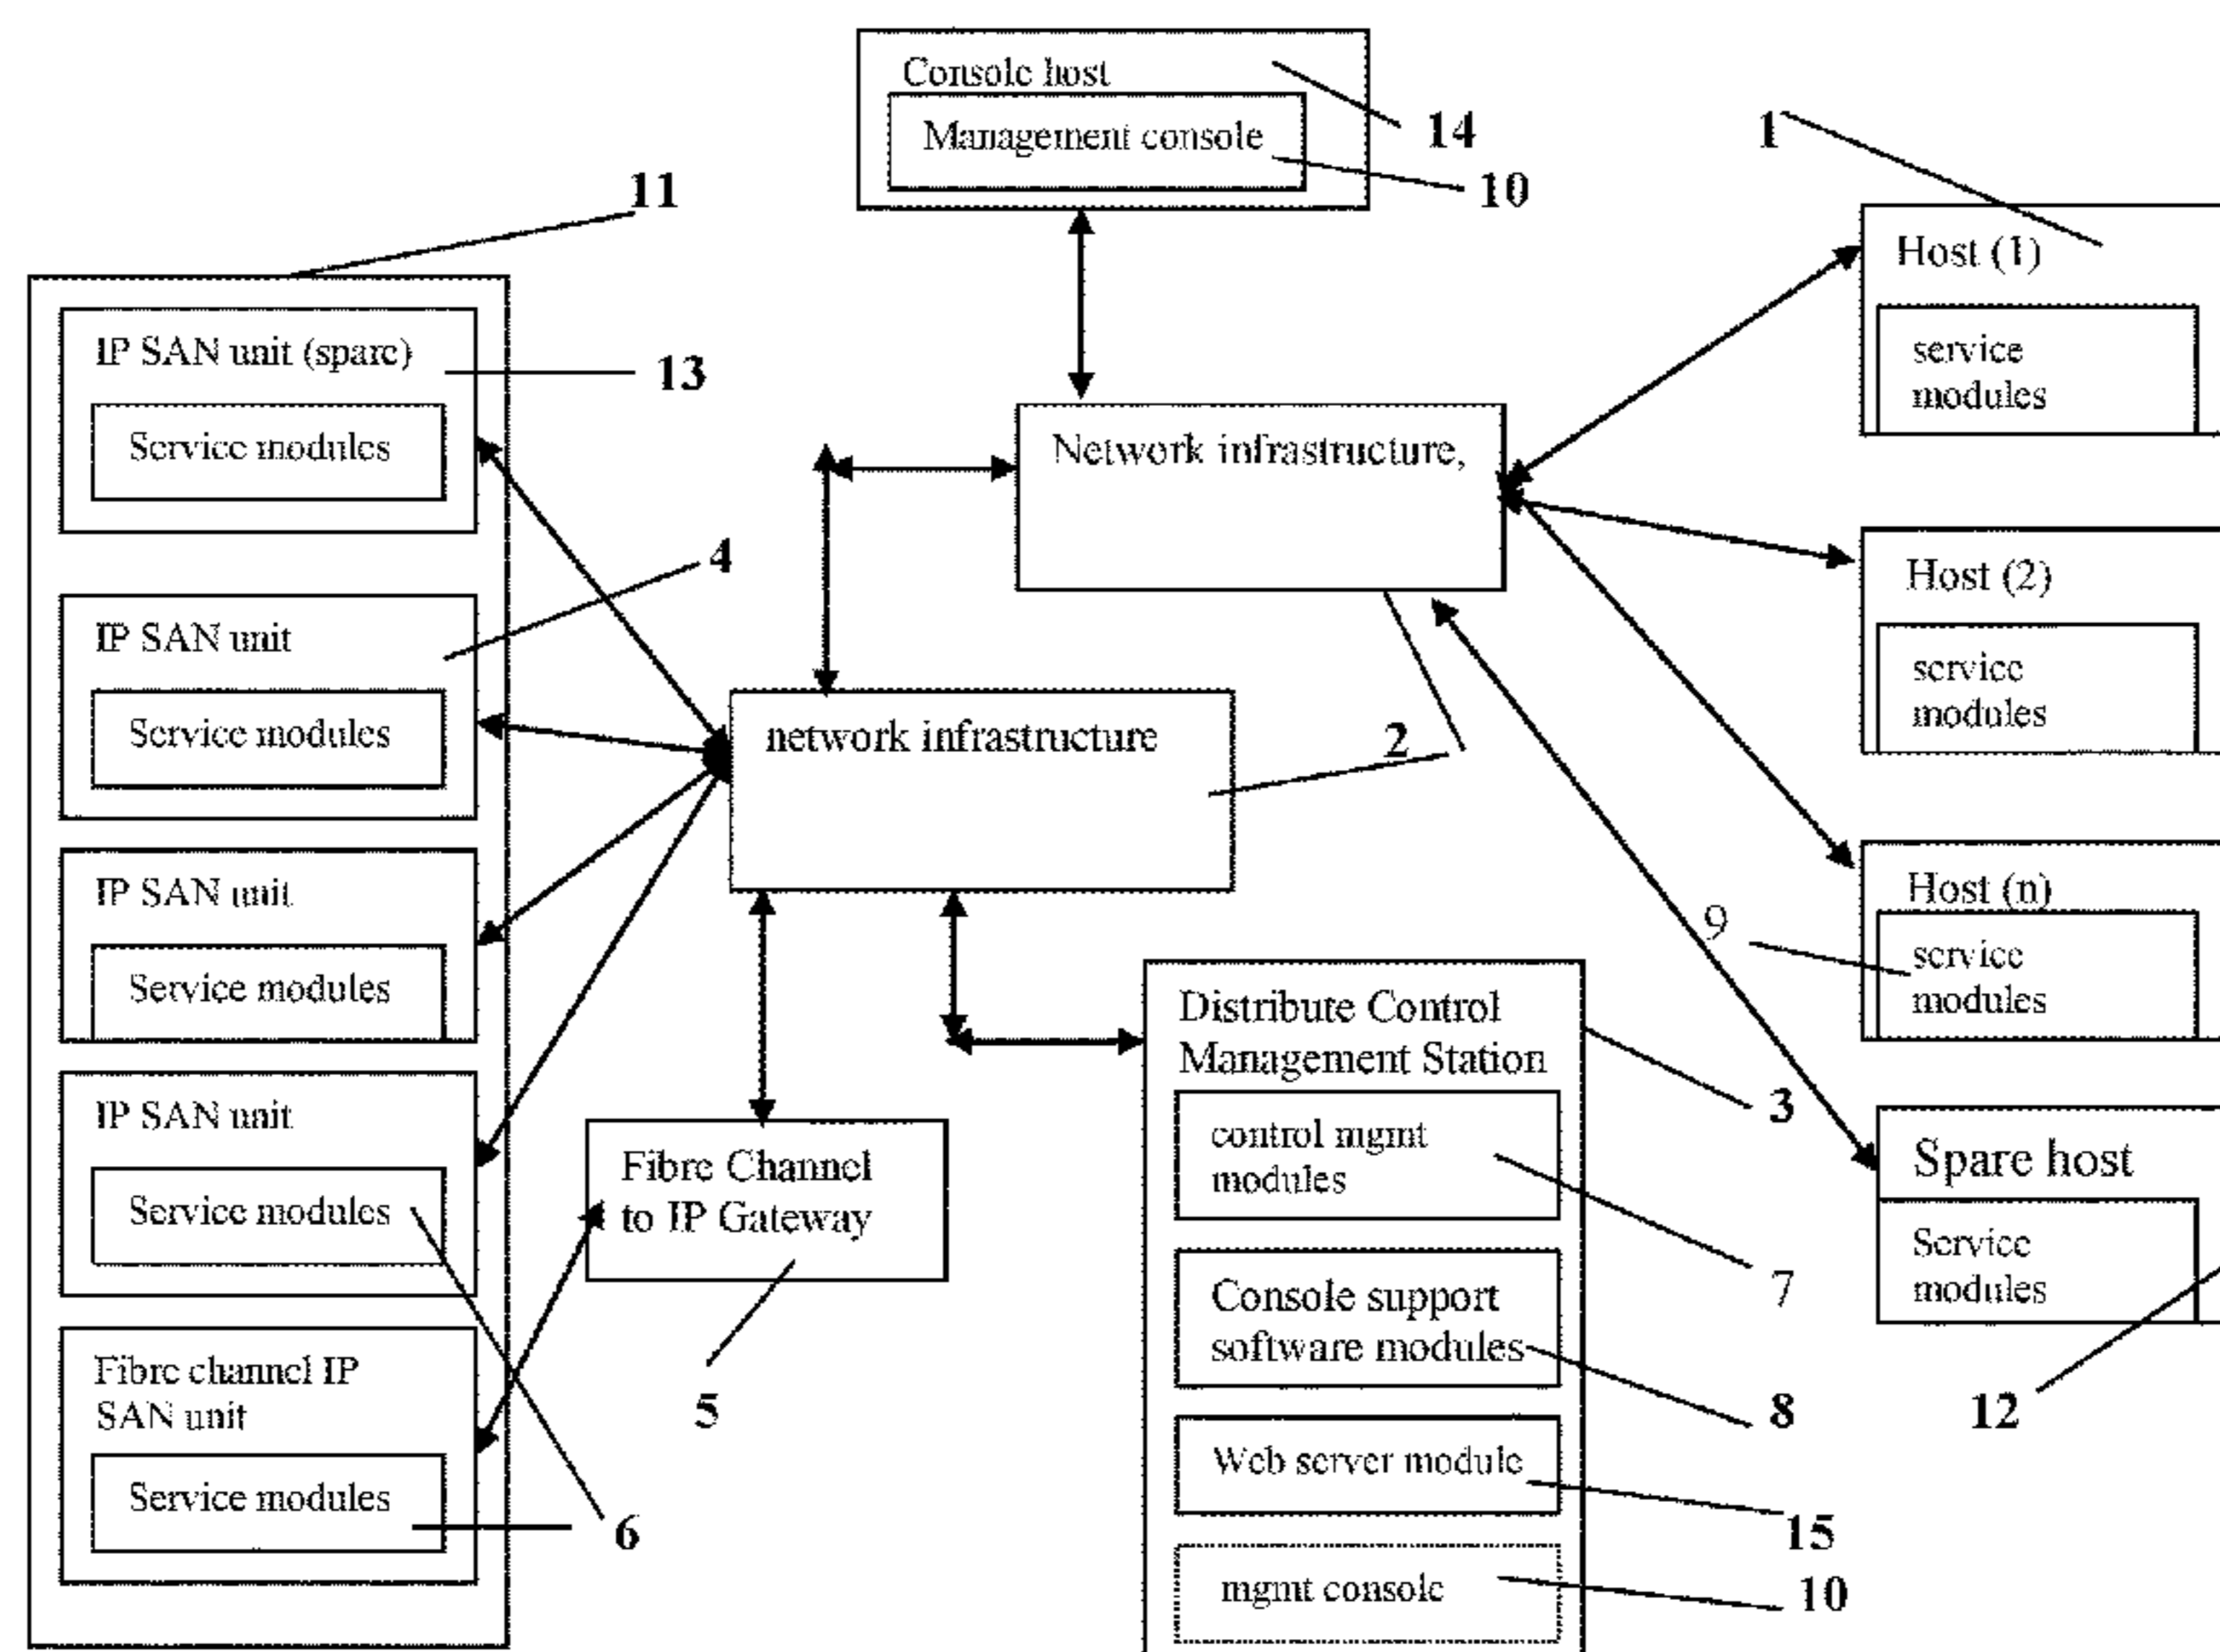 Console host
Management console
14
10
1
11
Host (1)
service
modules
IP SAN unit (spare)
13
Service modules
Network infrastructure,
4
Host (2)
service
modules
IP SAN unit
Service modules
network infrastructure
2
IP SAN unit
Service modules
Host (n)
9
service
modules
Distribute Control
Management Station
3
control mgmt
modules
7
IP SAN unit
Service modules
6
Fibre Channel
to IP Gateway
5
Spare host
Service
modules
12
Console support
software modules
8
Fibre channel IP
SAN unit
Service modules
Web server module
15
mgmt console
10